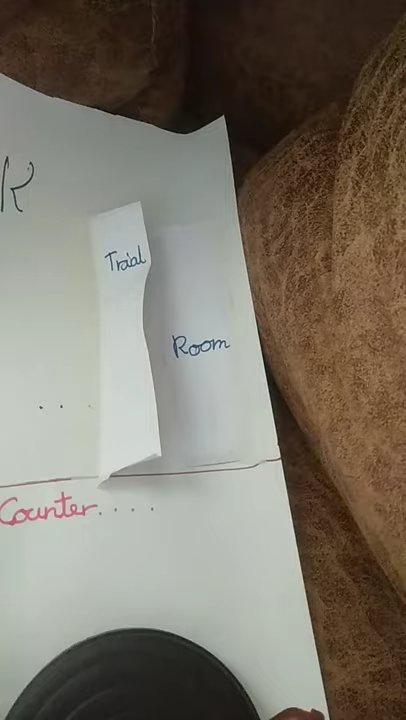 R
Trial
Room
. . .
Counter....